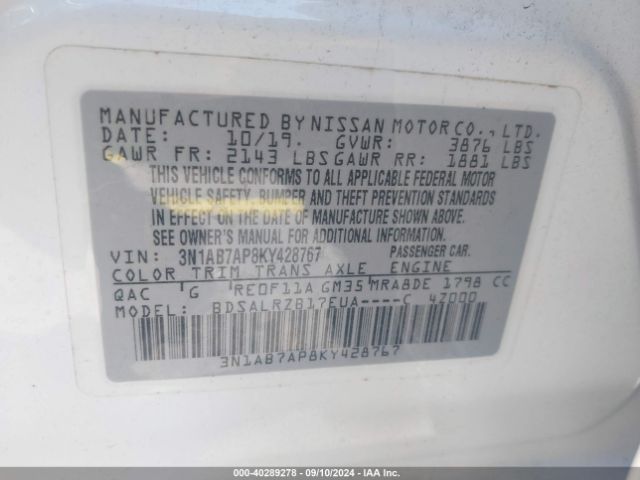 MANUFACTURED BY NISSAN MOTOR CO., LTD.
DATE: 10/19. GVWR: 3876 LBS
GAWR FR: 2143 LBS GAWR RR: 1881 LBS
THIS VEHICLE CONFORMS TO ALL APPLICABLE FEDERAL MOTOR
VEHICLE SAFETY, BUMPER AND THEFT PREVENTION STANDARDS
IN EFFECT ON THE DATE OF MANUFACTURE SHOWN ABOVE.
SEE OWNER'S MANUAL FOR ADDITIONAL INFORMATION
VIN: 3N1AB7AP8KY428767 PASSENGER CAR.
COLOR TRIM TRANS AXLE ENGINE
QAC G RE0F11A GM35 MRA8DE 1798 CC
MODEL: BDSALRZB17EUA----C 4Z000
3N1AB7AP8KY428767
000-40289278 - 09/10/2024 - IAA Inc.